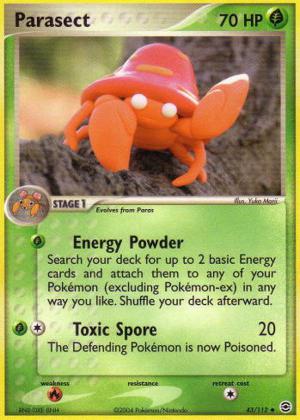 Parasect 70 HP
Illus. Yuko Morii
STAGE 1
Evolves from Paras
Energy Powder
Search your deck for up to 2 basic Energy
cards and attach them to any of your
Pokémon (excluding Pokémon-ex) in any
way you like. Shuffle your deck afterward.
Toxic Spore 20
The Defending Pokémon is now Poisoned.
weakness resistance retreat cost
©2004 Pokémon/Nintendo 43/112